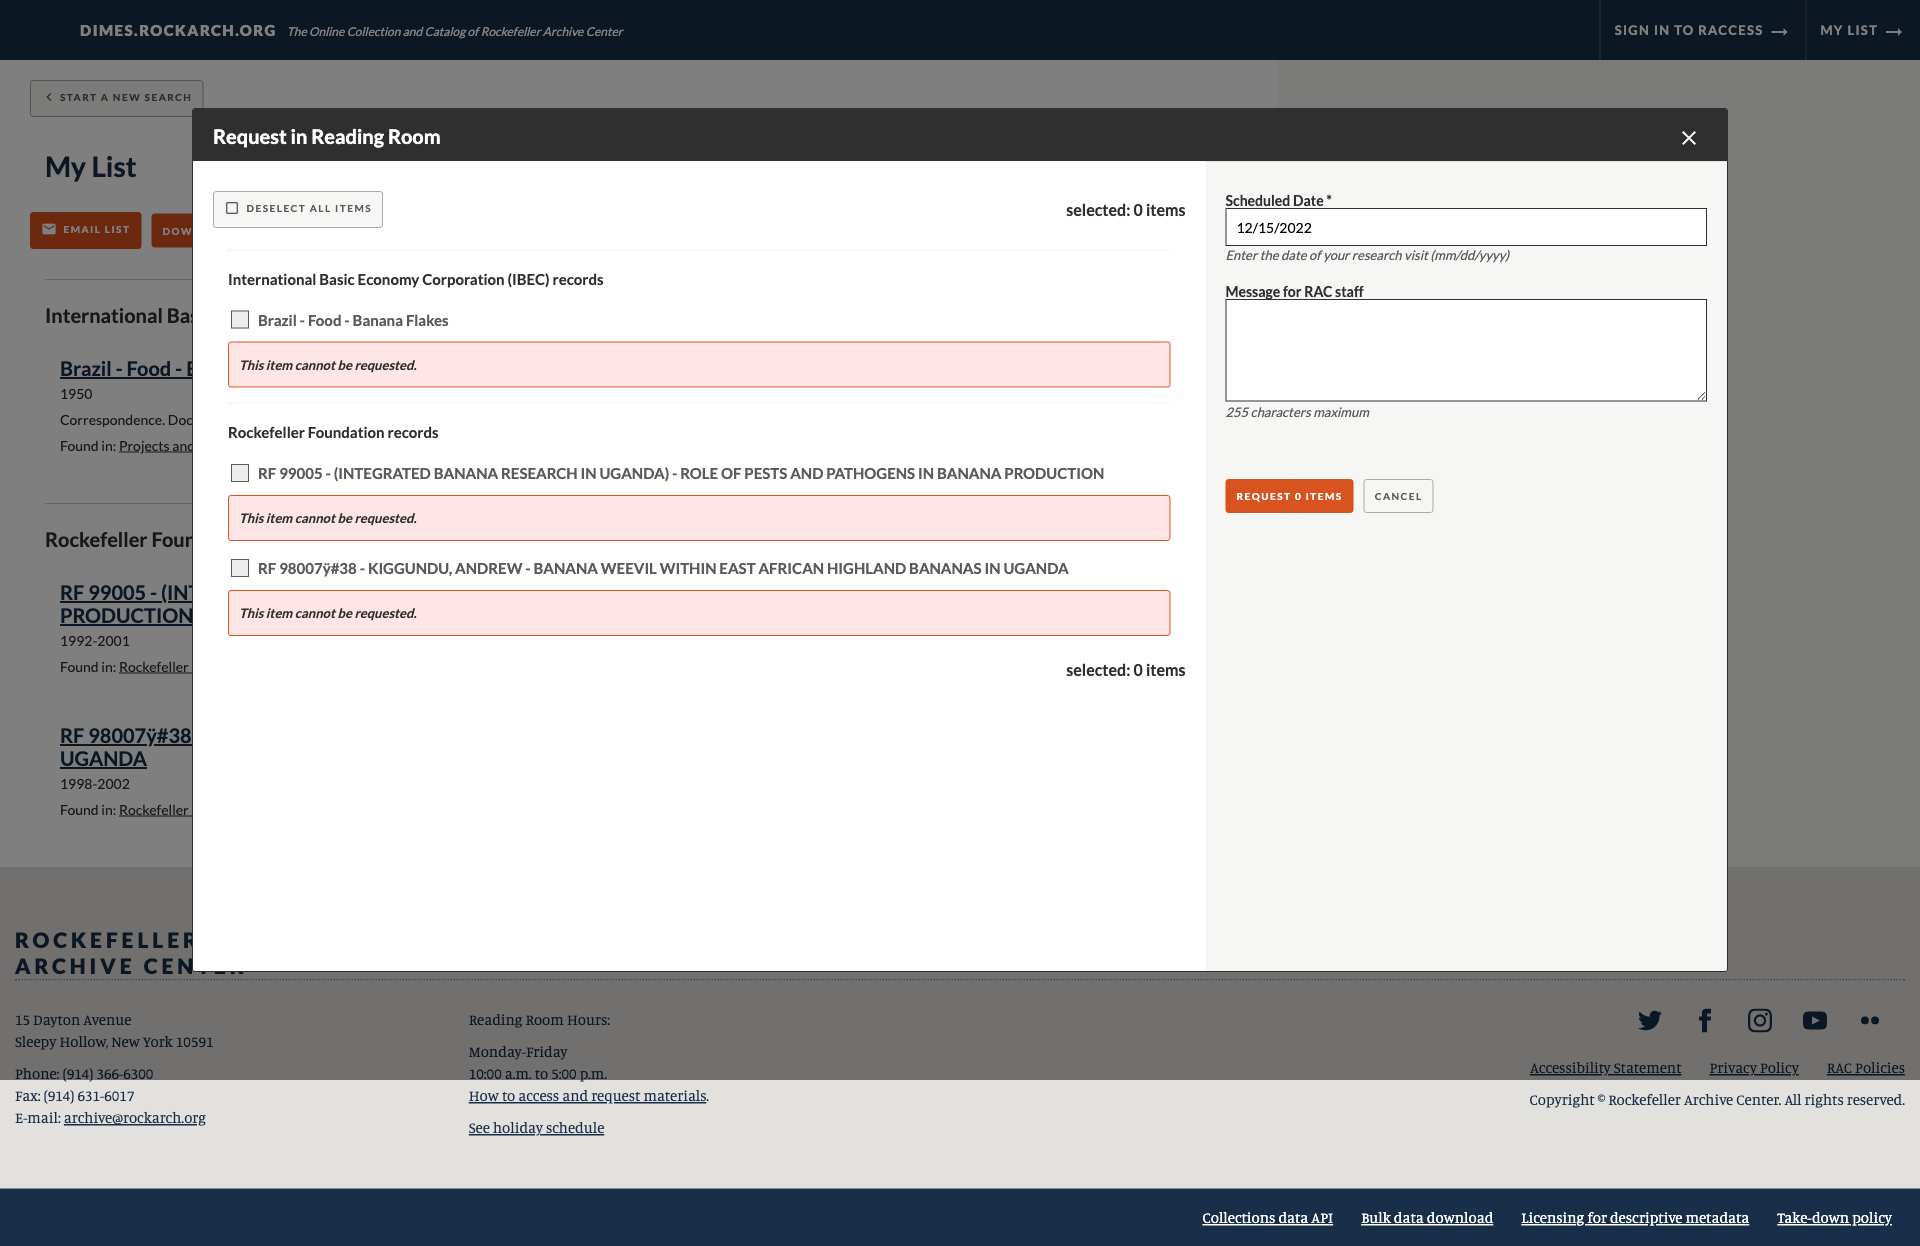 DIMES.ROCKARCH.ORG The Online Collection and Catalog of Rockefeller Archive Center
SIGN IN TO RACCESS
MY LIST
START A NEW SEARCH
My List
EMAIL LIST
International
Brazil - Food -
1950
Correspondence.
Found in: Projects
Rockefeller
RF 99005 -
PRODUCTION
1992-2001
Found in: Rockefeller
RF 98007ÿ#38
UGANDA
1998-2002
Found in: Rockefeller
Request in Reading Room
DESELECT ALL ITEMS
selected: 0 items
International Basic Economy Corporation (IBEC) records
Brazil - Food - Banana Flakes
This item cannot be requested.
Rockefeller Foundation records
RF 99005 - (INTEGRATED BANANA RESEARCH IN UGANDA) - ROLE OF PESTS AND PATHOGENS IN BANANA PRODUCTION
This item cannot be requested.
RF 98007ÿ#38 - KIGGUNDU, ANDREW - BANANA WEEVIL WITHIN EAST AFRICAN HIGHLAND BANANAS IN UGANDA
This item cannot be requested.
selected: 0 items
Scheduled Date *
12/15/2022
Enter the date of your research visit (mm/dd/yyyy)
Message for RAC staff
255 characters maximum
REQUEST 0 ITEMS
CANCEL
ROCKEFELLER
ARCHIVE CENTER
15 Dayton Avenue
Sleepy Hollow, New York 10591
Phone: (914) 366-6300
Fax: (914) 631-6017
E-mail: archive@rockarch.org
Reading Room Hours:
Monday-Friday
10:00 a.m. to 5:00 p.m.
How to access and request materials.
See holiday schedule
Accessibility Statement
Privacy Policy
RAC Policies
Copyright © Rockefeller Archive Center. All rights reserved.
Collections data API
Bulk data download
Licensing for descriptive metadata
Take-down policy